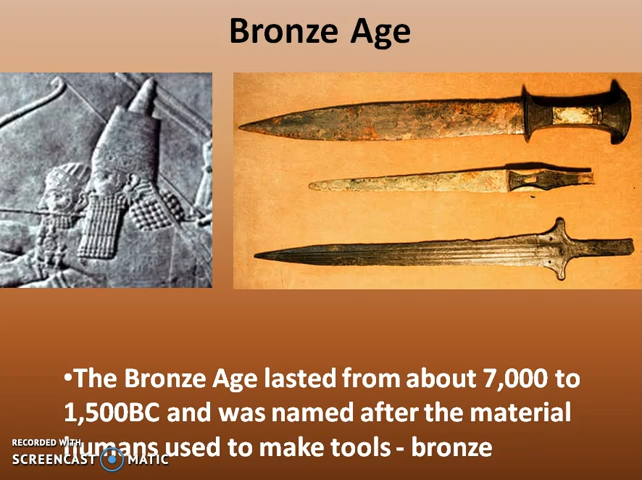 Bronze Age
•The Bronze Age lasted from about 7,000 to
1,500BC and was named after the material
humans used to make tools - bronze
RECORDED WITH
SCREENCAST MATIC